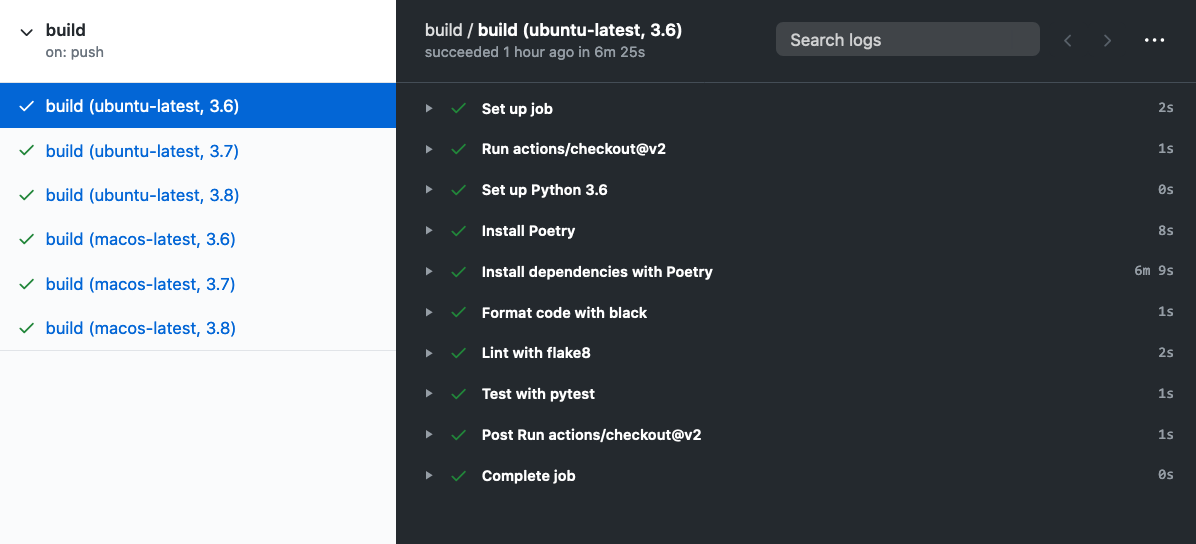 build
on: push
build (ubuntu-latest, 3.6)
build (ubuntu-latest, 3.7)
build (ubuntu-latest, 3.8)
build (macos-latest, 3.6)
build (macos-latest, 3.7)
build (macos-latest, 3.8)
build / build (ubuntu-latest, 3.6)
succeeded 1 hour ago in 6m 25s
Search logs
Set up job 2s
Run actions/checkout@v2 1s
Set up Python 3.6 0s
Install Poetry 8s
Install dependencies with Poetry 6m 9s
Format code with black 1s
Lint with flake8 2s
Test with pytest 1s
Post Run actions/checkout@v2 1s
Complete job 0s